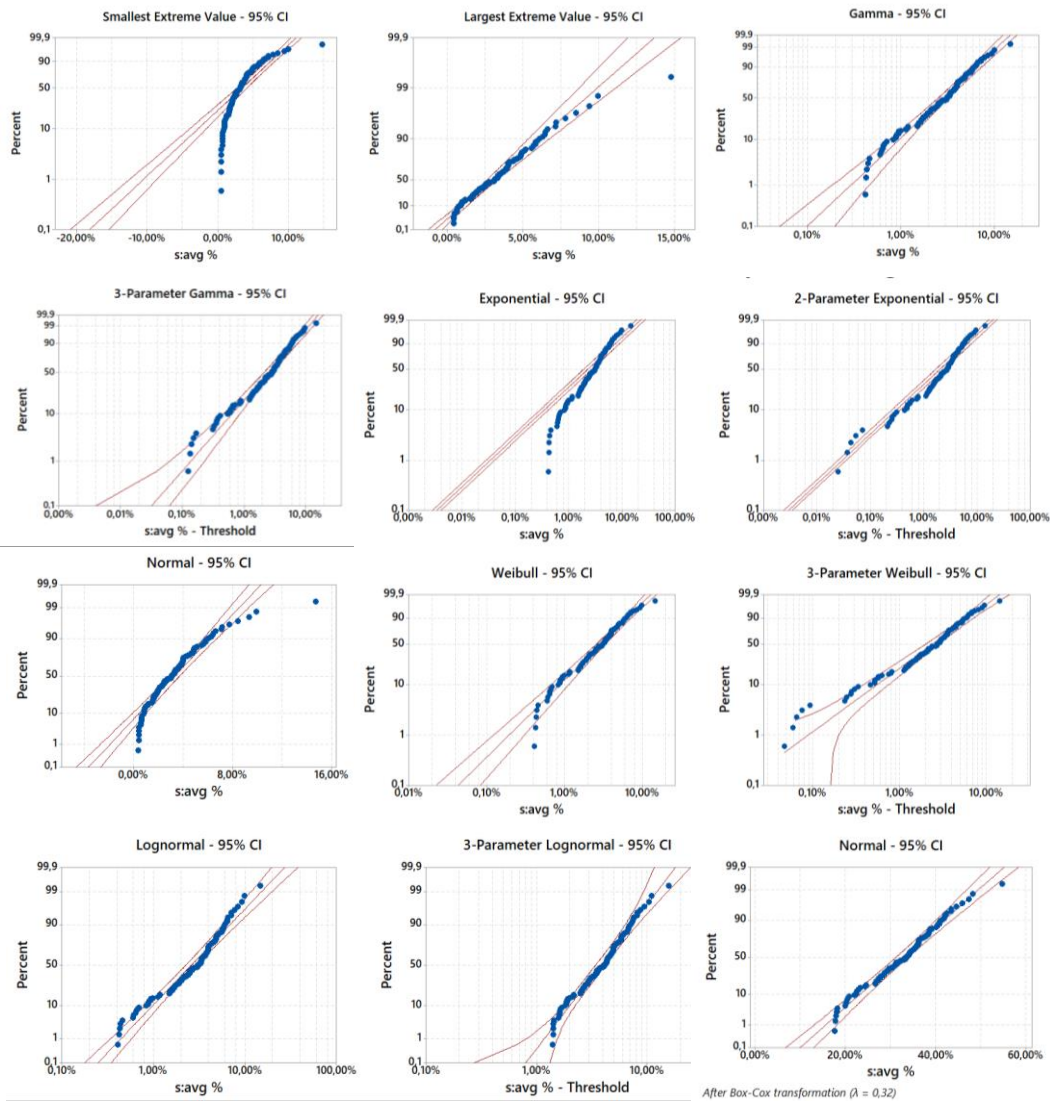 Smallest Extreme Value - 95% CI
99,9
90
50
10
1
0,1
Percent
-20,00% -10,00% 0,00% 10,00%
s:avg %
Largest Extreme Value - 95% CI
99,9
99
90
50
10
0,1
Percent
0,00% 5,00% 10,00% 15,00%
s:avg %
Gamma - 95% CI
99,9
99
90
50
10
1
0,1
Percent
0,10% 1,00% 10,00%
s:avg %
3-Parameter Gamma - 95% CI
99,9
99
90
50
10
1
0,1
Percent
0,00% 0,01% 0,10% 1,00% 10,00%
s:avg % - Threshold
Exponential - 95% CI
99,9
90
50
10
1
0,1
Percent
0,00% 0,01% 0,10% 1,00% 10,00% 100,00%
s:avg %
2-Parameter Exponential - 95% CI
99,9
90
50
10
1
0,1
Percent
0,00% 0,01% 0,10% 1,00% 10,00% 100,00%
s:avg % - Threshold
Normal - 95% CI
99,9
99
90
50
10
1
0,1
Percent
0,00% 8,00% 16,00%
s:avg %
Weibull - 95% CI
99,9
90
50
10
1
0,1
Percent
0,01% 0,10% 1,00% 10,00%
s:avg %
3-Parameter Weibull - 95% CI
99,9
90
50
10
1
0,1
Percent
0,10% 1,00% 10,00%
s:avg % - Threshold
Lognormal - 95% CI
99,9
99
90
50
10
1
0,1
Percent
0,10% 1,00% 10,00% 100,00%
s:avg %
3-Parameter Lognormal - 95% CI
99,9
99
90
50
10
1
0,1
Percent
0,10% 1,00% 10,00%
s:avg % - Threshold
Normal - 95% CI
99,9
99
90
50
10
1
0,1
Percent
0,00% 20,00% 40,00% 60,00%
s:avg %
After Box-Cox transformation (λ = 0,32)